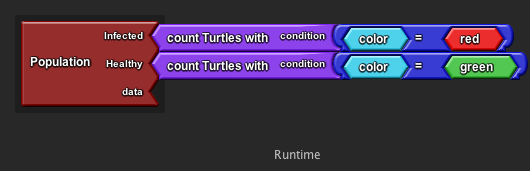 Infected count Turtles with condition color = red
Population
Healthy count Turtles with condition color = green
data
Runtime